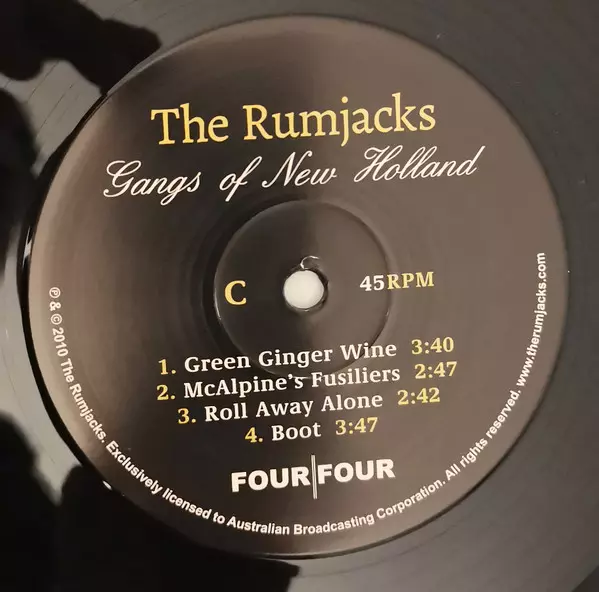 The Rumjacks
Gangs of New Holland
C
45RPM
1. Green Ginger Wine 3:40
2. McAlpine's Fusiliers 2:47
3. Roll Away Alone 2:42
4. Boot 3:47
FOUR|FOUR
℗ & © 2010 The Rumjacks. Exclusively licensed to Australian Broadcasting Corporation. All rights reserved. www.therumjacks.com